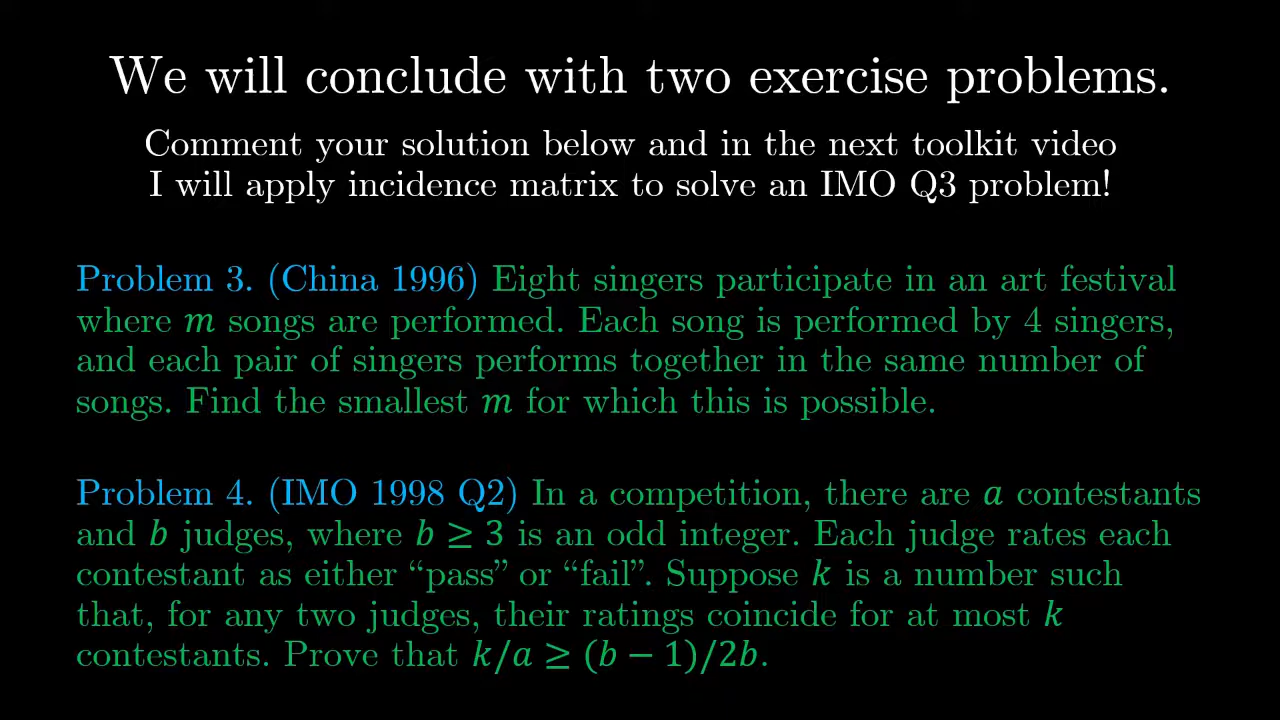 We will conclude with two exercise problems.
Comment your solution below and in the next toolkit video
I will apply incidence matrix to solve an IMO Q3 problem!
Problem 3. (China 1996) Eight singers participate in an art festival
where m songs are performed. Each song is performed by 4 singers,
and each pair of singers performs together in the same number of
songs. Find the smallest m for which this is possible.
Problem 4. (IMO 1998 Q2) In a competition, there are a contestants
and b judges, where b ≥ 3 is an odd integer. Each judge rates each
contestant as either “pass” or “fail”. Suppose k is a number such
that, for any two judges, their ratings coincide for at most k
contestants. Prove that k/a ≥ (b − 1)/2b.